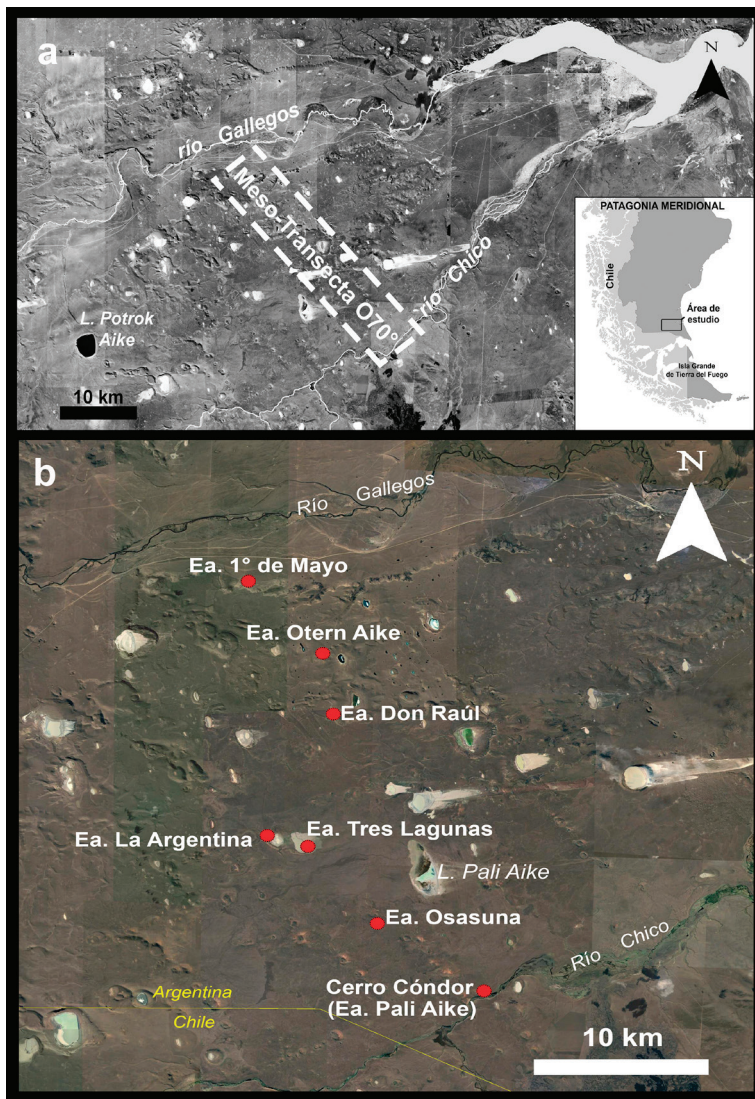 a
N
río Gallegos
Meso-Transecta O70°
río Chico
L. Potrok
Aike
10 km
PATAGONIA MERIDIONAL
Chile
Área de
estudio
Isla Grande
de Tierra del Fuego
b
N
Río Gallegos
Ea. 1° de Mayo
Ea. Otern Aike
Ea. Don Raúl
Ea. La Argentina
Ea. Tres Lagunas
L. Pali Aike
Ea. Osasuna
Río Chico
Cerro Cóndor
(Ea. Pali Aike)
Argentina
Chile
10 km